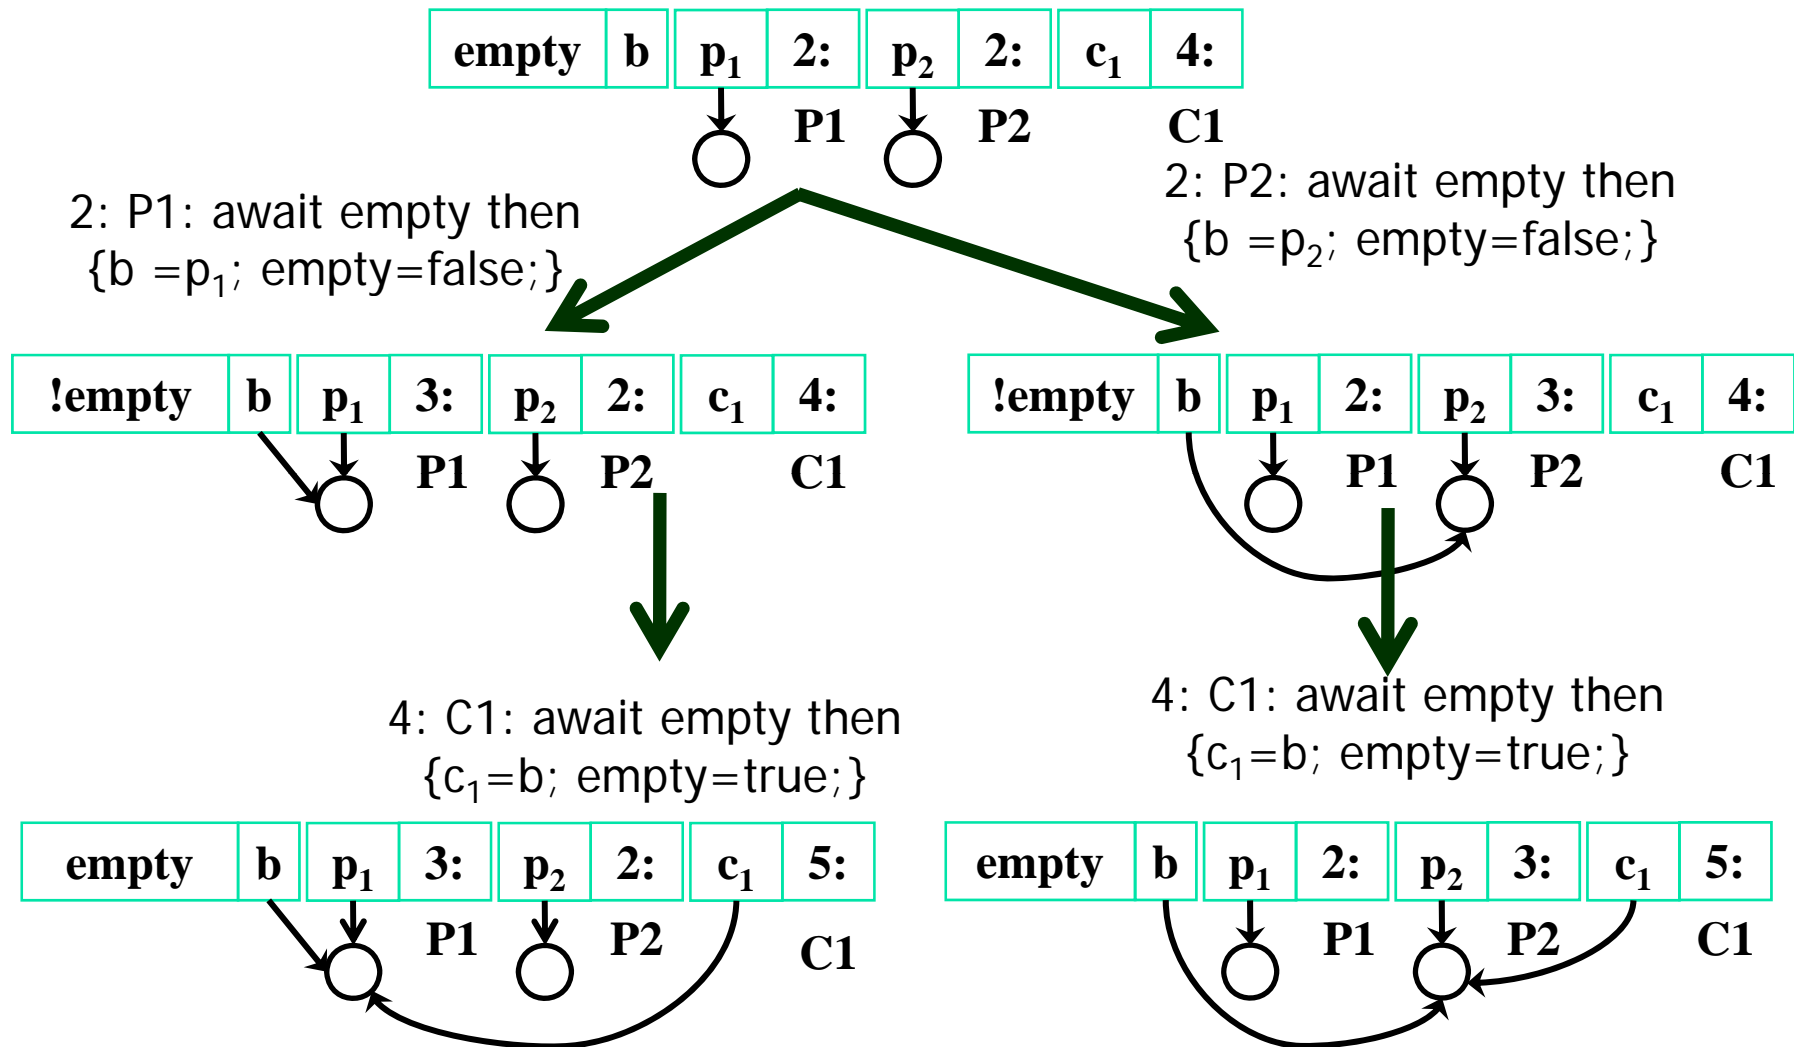 empty b p₁ 2: p₂ 2: c₁ 4:
P1 P2 C1
2: P1: await empty then
{b =p₁; empty=false;}
2: P2: await empty then
{b =p₂; empty=false;}
!empty b p₁ 3: p₂ 2: c₁ 4:
P1 P2 C1
!empty b p₁ 2: p₂ 3: c₁ 4:
P1 P2 C1
4: C1: await empty then
{c₁=b; empty=true;}
4: C1: await empty then
{c₁=b; empty=true;}
empty b p₁ 3: p₂ 2: c₁ 5:
P1 P2 C1
empty b p₁ 2: p₂ 3: c₁ 5:
P1 P2 C1